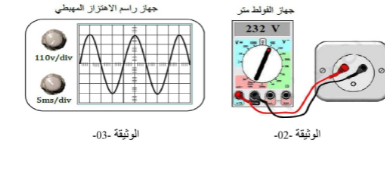 جهاز راسم الاهتزاز المهبطي
110v/div
5ms/div
الوثيقة -03-
جهاز الفولط متر
232 V
الوثيقة -02-